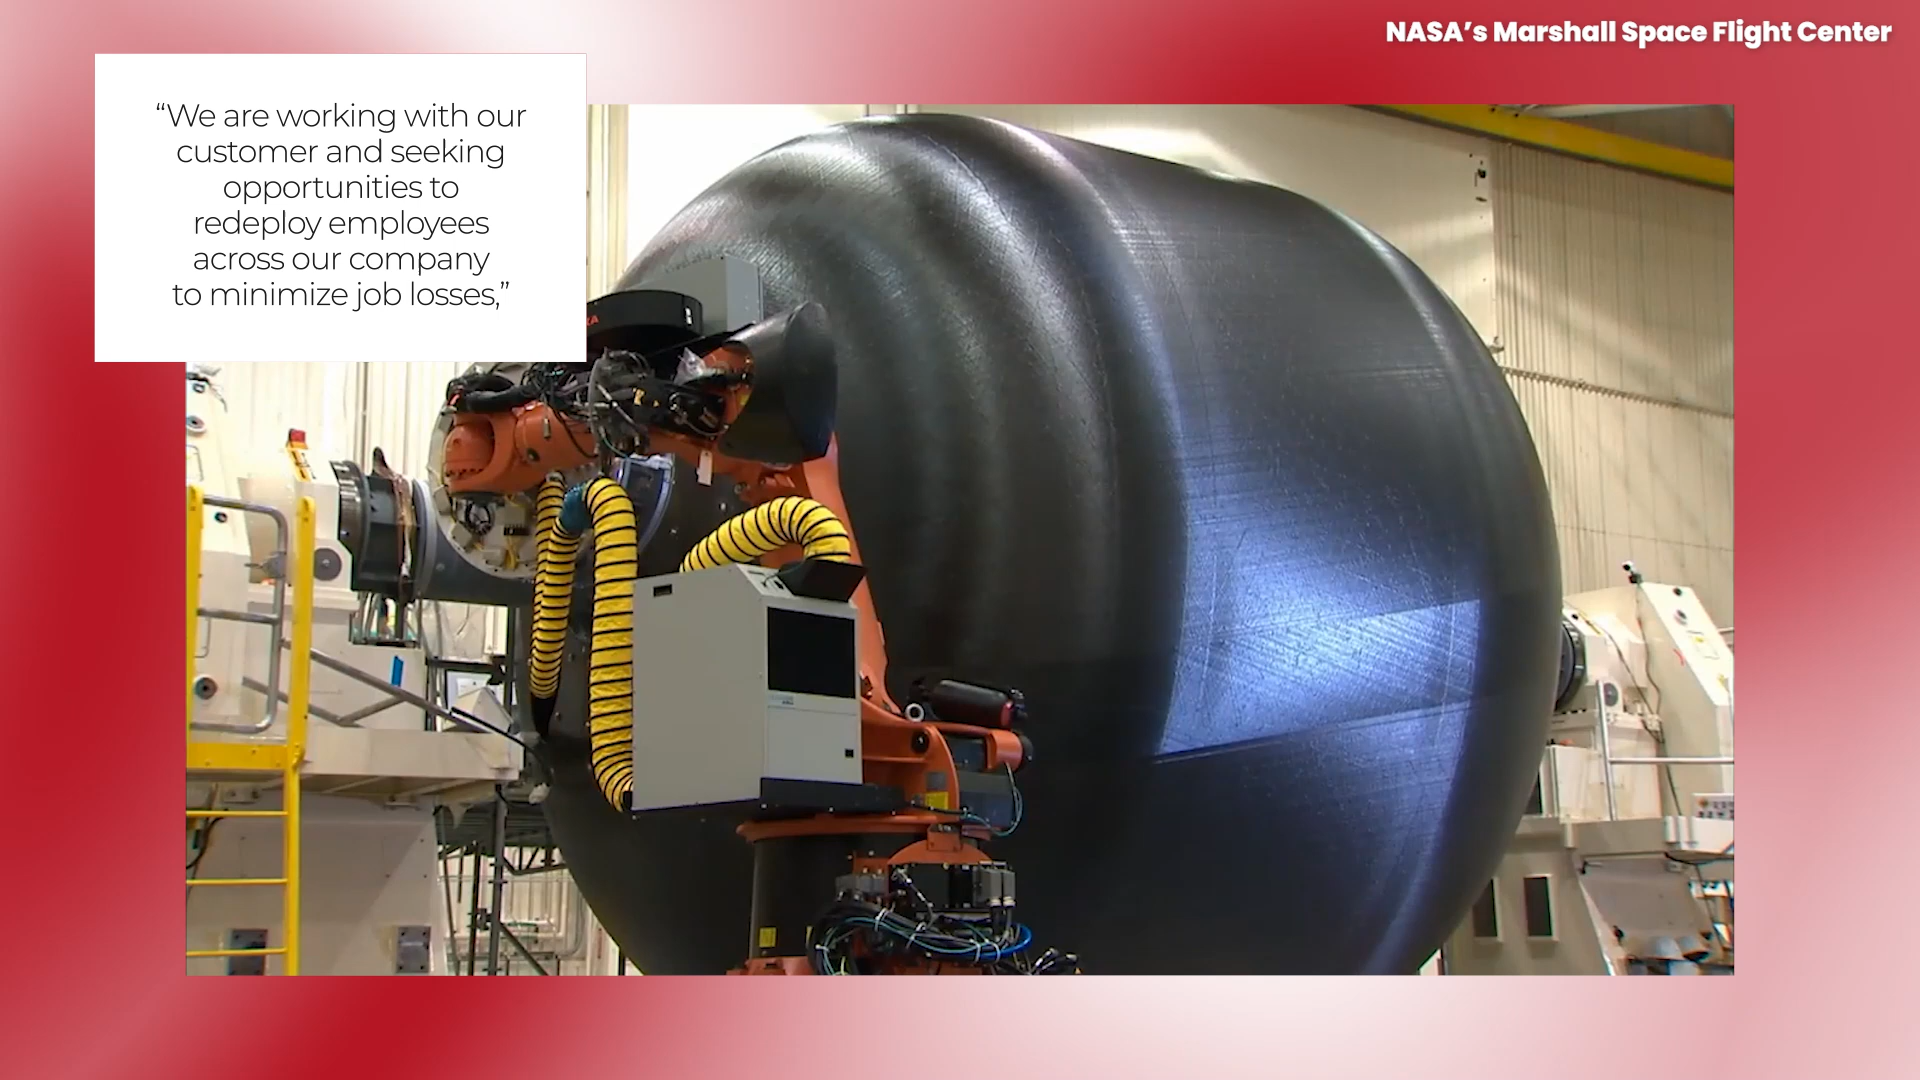 NASA’s Marshall Space Flight Center
“We are working with our
customer and seeking
opportunities to
redeploy employees
across our company
to minimize job losses,”